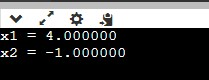 x1 = 4.000000
x2 = -1.000000